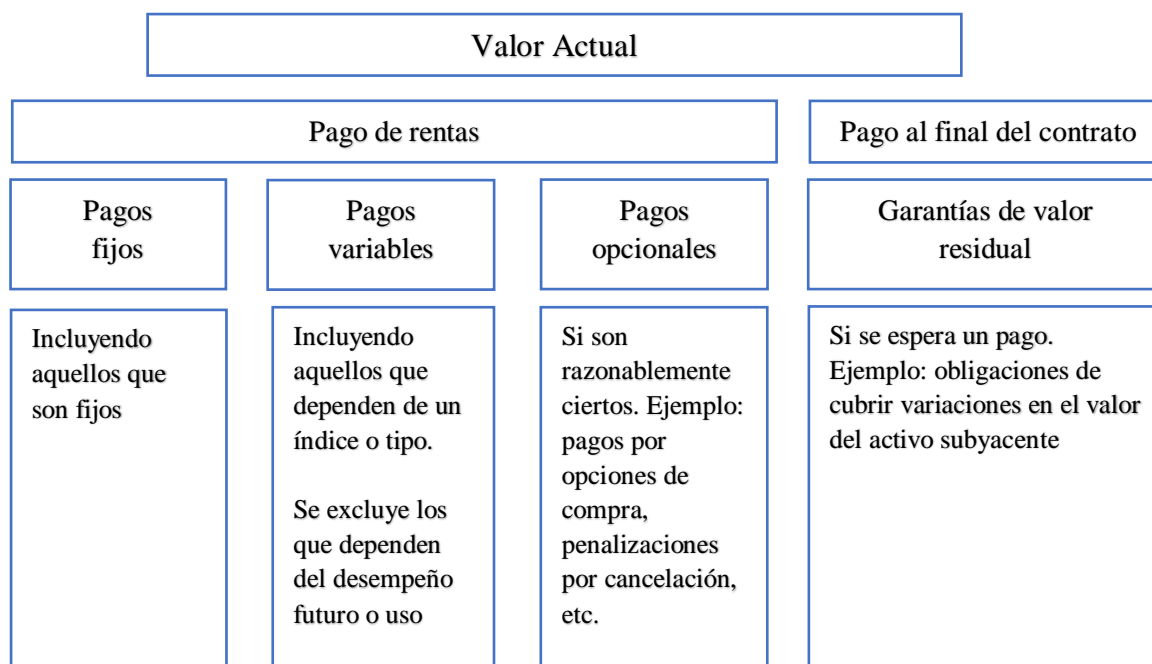 Valor Actual
Pago de rentas
Pago al final del contrato
Pagos
fijos
Pagos
variables
Pagos
opcionales
Garantías de valor
residual
Incluyendo
aquellos que
son fijos
Incluyendo
aquellos que
dependen de un
índice o tipo.
Se excluye los
que dependen
del desempeño
futuro o uso
Si son
razonablemente
ciertos. Ejemplo:
pagos por
opciones de
compra,
penalizaciones
por cancelación,
etc.
Si se espera un pago.
Ejemplo: obligaciones de
cubrir variaciones en el valor
del activo subyacente